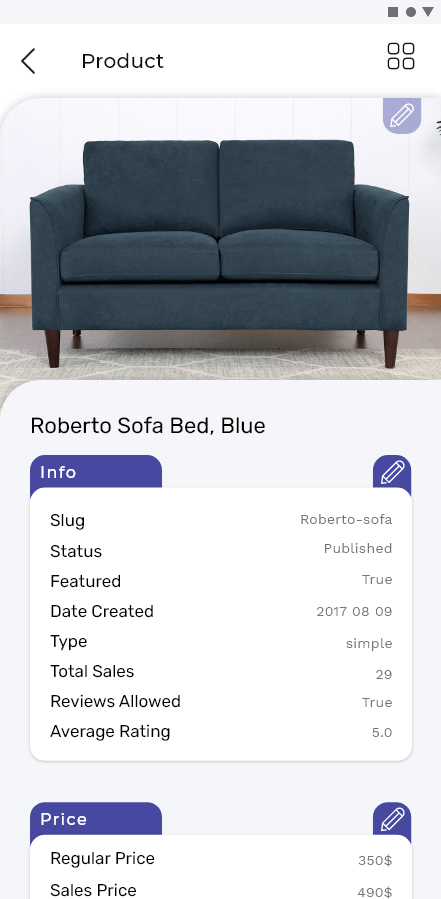 Product
Roberto Sofa Bed, Blue
Info
Slug Roberto-sofa
Status Published
Featured True
Date Created 2017 08 09
Type simple
Total Sales 29
Reviews Allowed True
Average Rating 5.0
Price
Regular Price 350$
Sales Price 490$